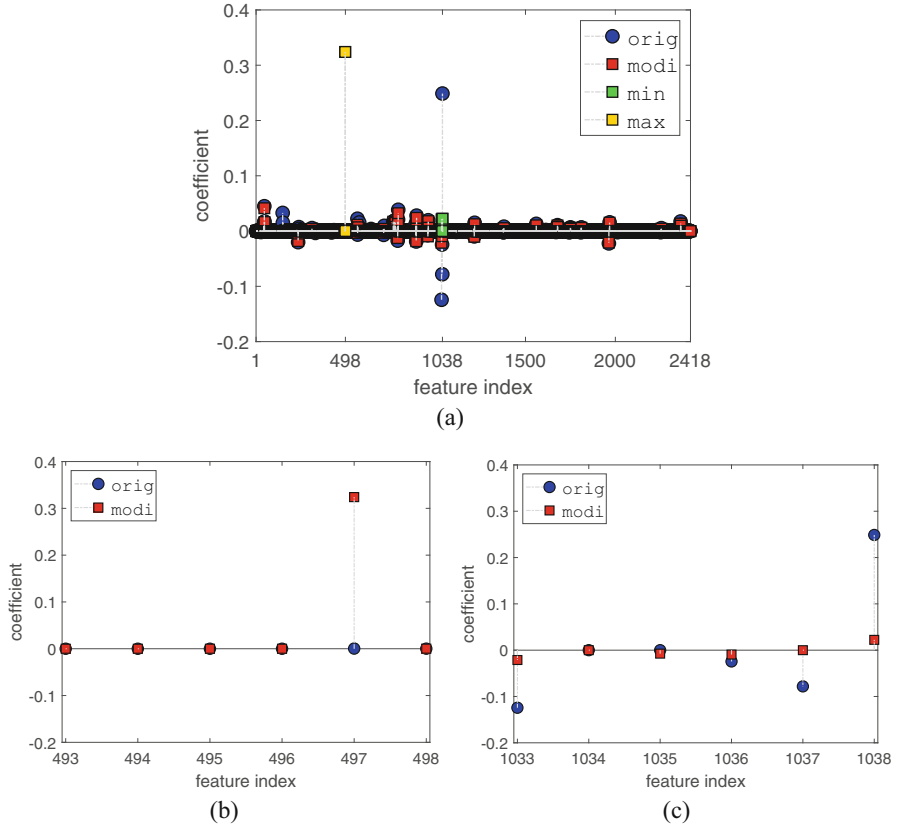 0.4
0.3
0.2
0.1
0
-0.1
-0.2
coefficient
orig
modi
min
max
1 498 1038 1500 2000 2418
feature index
(a)
0.4
0.3
0.2
0.1
0
-0.1
-0.2
coefficient
orig
modi
493 494 495 496 497 498
feature index
(b)
0.4
0.3
0.2
0.1
0
-0.1
-0.2
coefficient
orig
modi
1033 1034 1035 1036 1037 1038
feature index
(c)